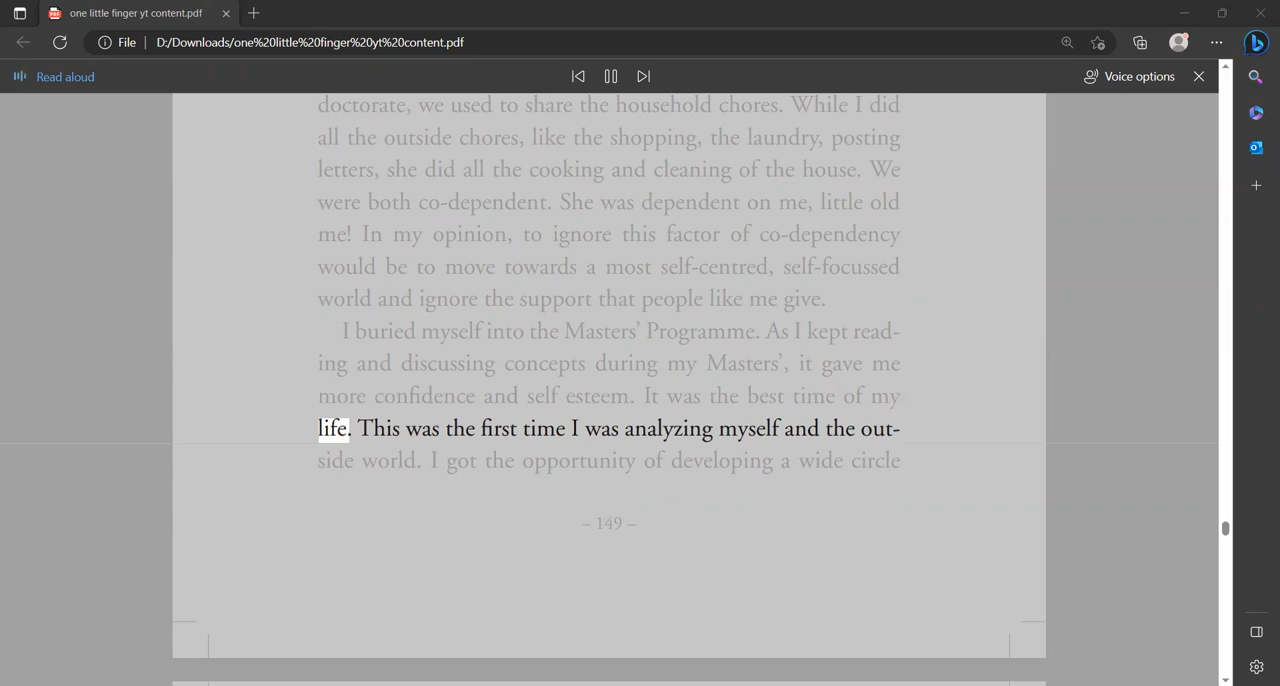 one little finger yt content.pdf
File
D:/Downloads/one%20little%20finger%20yt%20content.pdf
Read aloud
Voice options
doctorate, we used to share the household chores. While I did
all the outside chores, like the shopping, the laundry, posting
letters, she did all the cooking and cleaning of the house. We
were both co-dependent. She was dependent on me, little old
me! In my opinion, to ignore this factor of co-dependency
would be to move towards a most self-centred, self-focussed
world and ignore the support that people like me give.
I buried myself into the Masters' Programme. As I kept read-
ing and discussing concepts during my Masters', it gave me
more confidence and self esteem. It was the best time of my
life. This was the first time I was analyzing myself and the out-
side world. I got the opportunity of developing a wide circle
– 149 –